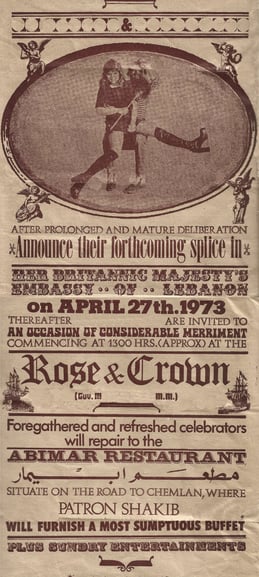 &
AFTER PROLONGED AND MATURE DELIBERATION
Announce their forthcoming splice in
HER BRITANNIC MAJESTY'S
EMBASSY ·· OF ·· LEBANON
on APRIL 27th. 1973
THEREAFTER ARE INVITED TO
AN OCCASION OF CONSIDERABLE MERRIMENT
COMMENCING AT 1300 HRS. (APPROX) AT THE
Rose & Crown
(Guv. m.m.)
Foregathered and refreshed celebrators
will repair to the
ABIMAR RESTAURANT
مطعم ابيمار
SITUATE ON THE ROAD TO CHEMLAN, WHERE
PATRON SHAKIB
WILL FURNISH A MOST SUMPTUOUS BUFFET
PLUS SUNDRY ENTERTAINMENTS